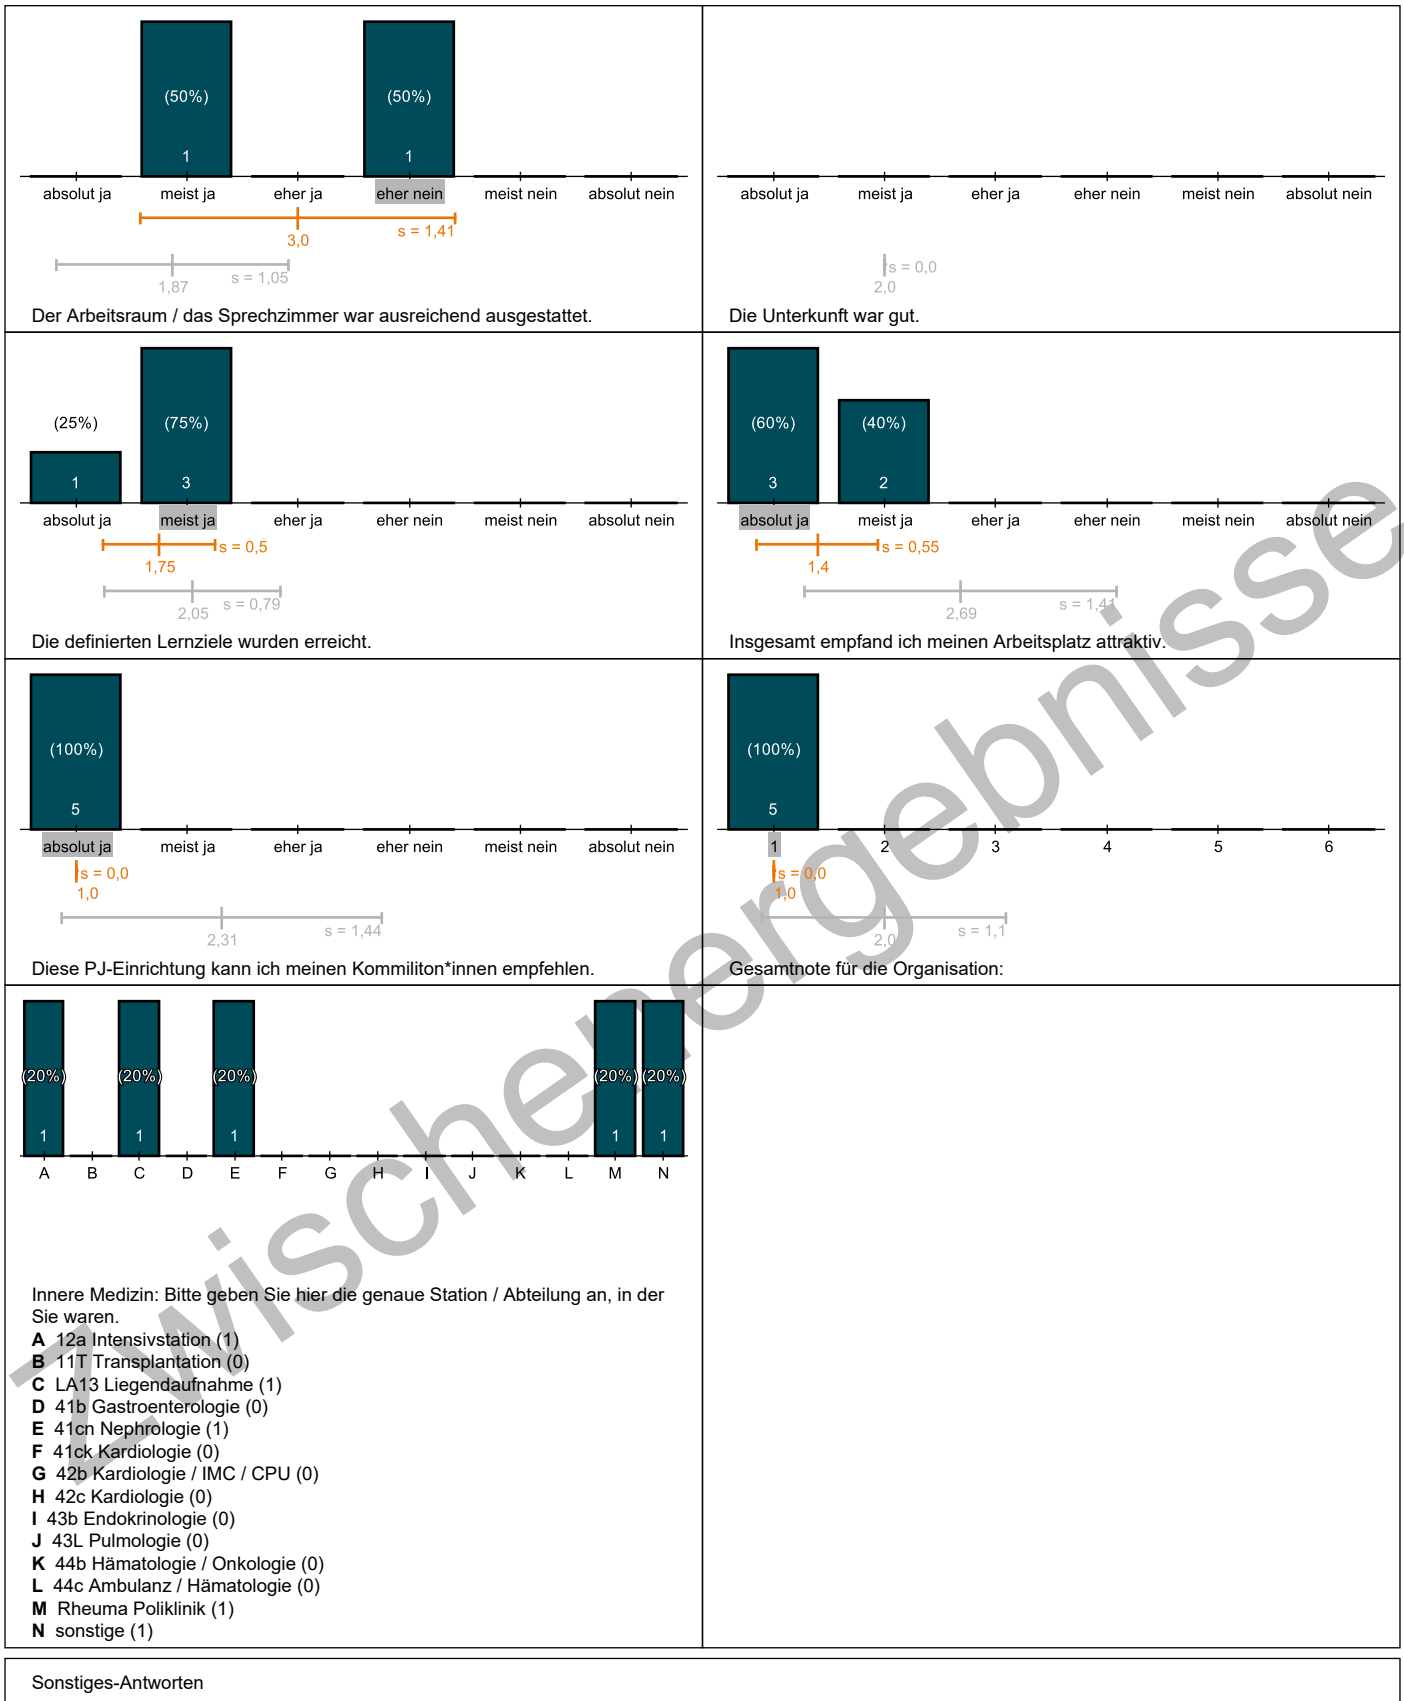 (50%)
(50%)
1
1
absolut ja
meist ja
eher ja
eher nein
meist nein
absolut nein
3,0
s = 1,41
1,87
s = 1,05
Der Arbeitsraum / das Sprechzimmer war ausreichend ausgestattet.
absolut ja
meist ja
eher ja
eher nein
meist nein
absolut nein
s = 0,0
2,0
Die Unterkunft war gut.
(25%)
(75%)
1
3
absolut ja
meist ja
eher ja
eher nein
meist nein
absolut nein
s = 0,5
1,75
2,05
s = 0,79
Die definierten Lernziele wurden erreicht.
(60%)
(40%)
3
2
absolut ja
meist ja
eher ja
eher nein
meist nein
absolut nein
s = 0,55
1,4
2,69
s = 1,41
Insgesamt empfand ich meinen Arbeitsplatz attraktiv.
(100%)
5
absolut ja
meist ja
eher ja
eher nein
meist nein
absolut nein
s = 0,0
1,0
2,31
s = 1,44
Diese PJ-Einrichtung kann ich meinen Kommiliton*innen empfehlen.
(100%)
5
1
2
3
4
5
6
s = 0,0
1,0
2,0
s = 1,1
Gesamtnote für die Organisation:
(20%)
(20%)
(20%)
(20%)
(20%)
1
1
1
1
1
A B C D E F G H I J K L M N
Innere Medizin: Bitte geben Sie hier die genaue Station / Abteilung an, in der
Sie waren.
A 12a Intensivstation (1)
B 11T Transplantation (0)
C LA13 Liegendaufnahme (1)
D 41b Gastroenterologie (0)
E 41cn Nephrologie (1)
F 41ck Kardiologie (0)
G 42b Kardiologie / IMC / CPU (0)
H 42c Kardiologie (0)
I 43b Endokrinologie (0)
J 43L Pulmologie (0)
K 44b Hämatologie / Onkologie (0)
L 44c Ambulanz / Hämatologie (0)
M Rheuma Poliklinik (1)
N sonstige (1)
Sonstiges-Antworten
Zwischenergebnisse